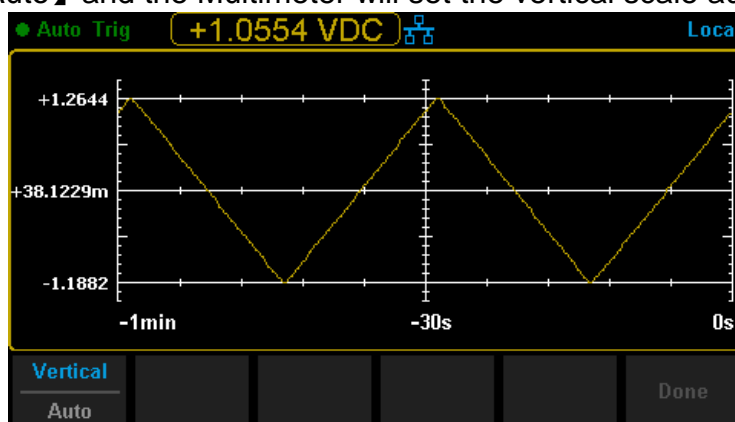 Auto】 and the Multimeter will set the vertical scale au
Auto Trig +1.0554 VDC Loca
+1.2644
+38.1229m
-1.1882
-1min -30s 0s
Vertical
Auto
Done